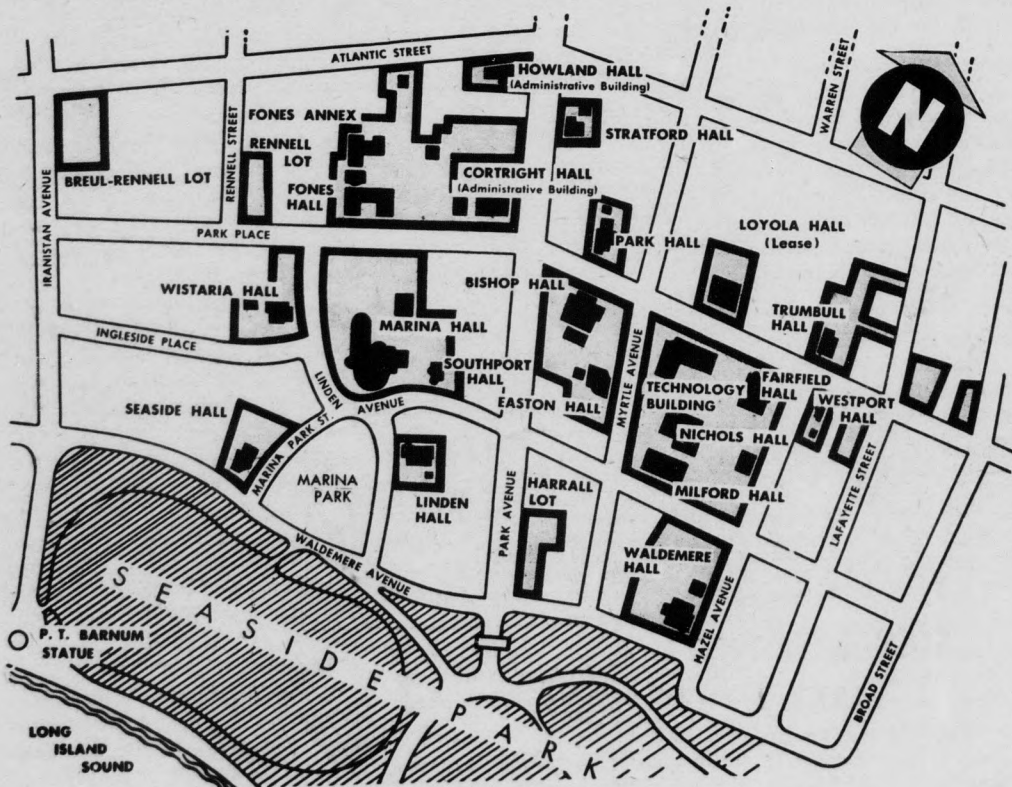 ATLANTIC STREET
HOWLAND HALL
(Administrative Building)
WARREN STREET
N
FONES ANNEX
STRATFORD HALL
RENNELL STREET
RENNELL
LOT
BREUL-RENNELL LOT
FONES
HALL
CORTRIGHT HALL
(Administrative Building)
IRANISTAN AVENUE
PARK PLACE
PARK HALL
LOYOLA HALL
(Lease)
WISTARIA HALL
BISHOP HALL
TRUMBULL
HALL
MARINA HALL
INGLESIDE PLACE
SOUTHPORT
HALL
MYRTLE AVENUE
LINDEN
AVENUE
EASTON HALL
TECHNOLOGY
BUILDING
FAIRFIELD
HALL
WESTPORT
HALL
SEASIDE HALL
MARINA PARK ST.
NICHOLS HALL
MARINA
PARK
LINDEN
HALL
HARRALL
LOT
MILFORD HALL
LAFAYETTE STREET
PARK AVENUE
WALDEMERE AVENUE
WALDEMERE
HALL
HAZEL AVENUE
BROAD STREET
SEASIDE PARK
P. T. BARNUM
STATUE
LONG
ISLAND
SOUND